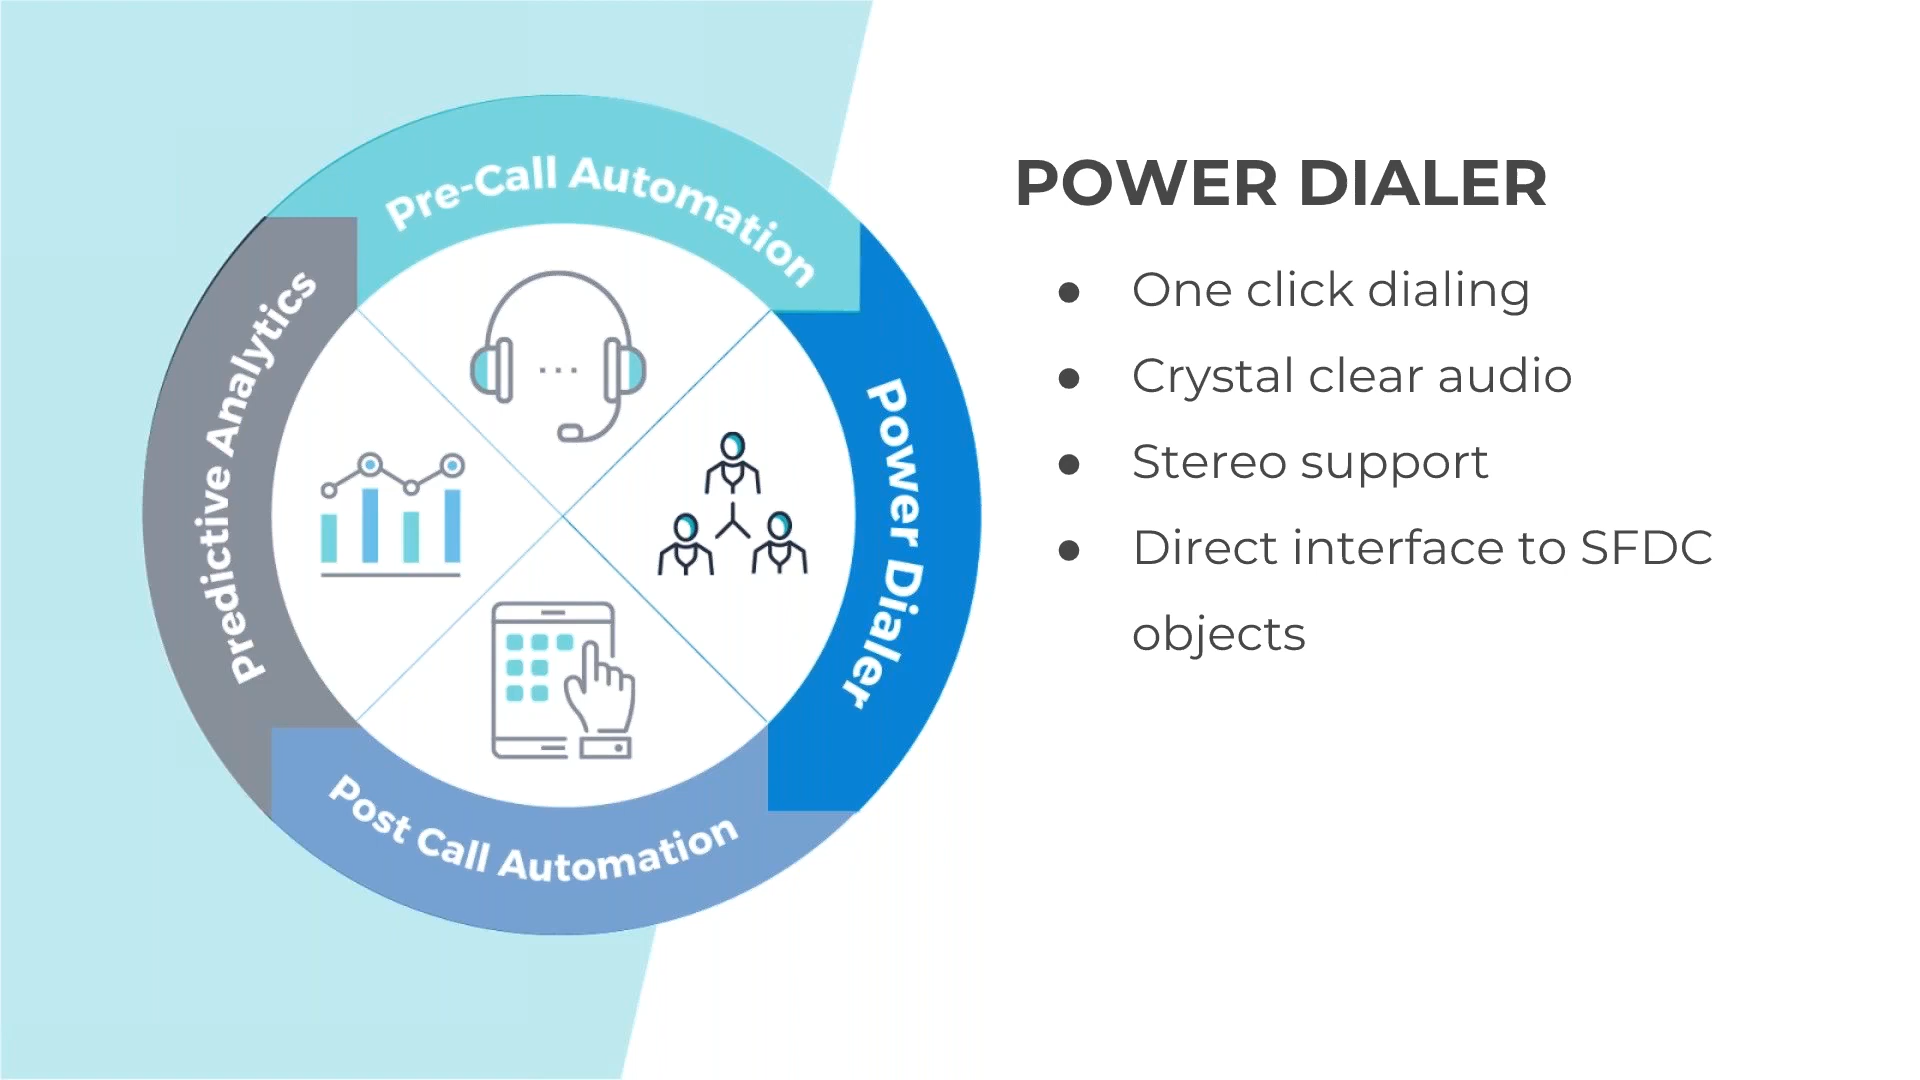 Pre-Call Automation
Power Dialer
Post Call Automation
Predictive Analytics
POWER DIALER
● One click dialing
● Crystal clear audio
● Stereo support
● Direct interface to SFDC
objects